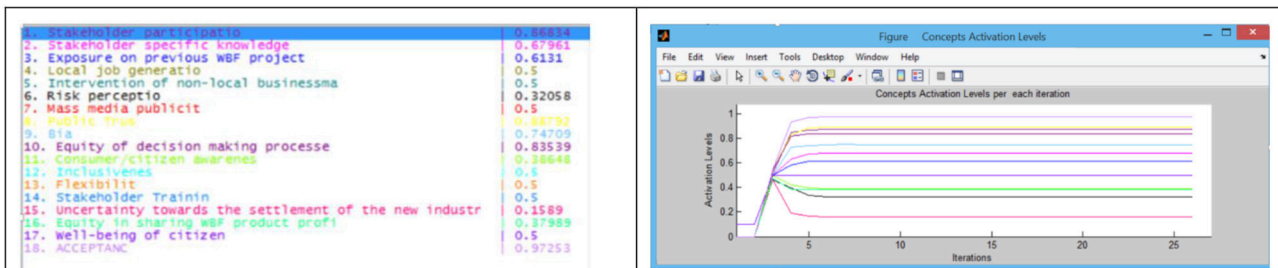 1. Stakeholder participatio | 0.86834
2. Stakeholder specific knowledge | 0.67961
3. Exposure on previous WBF project | 0.6131
4. Local job generatio | 0.5
5. Intervention of non-local businessma | 0.5
6. Risk perceptio | 0.32058
7. Mass media publicit | 0.5
8. Public Trus | 0.88792
9. Bia | 0.74709
10. Equity of decision making processe | 0.83539
11. Consumer/citizen awarenes | 0.38648
12. Inclusivenes | 0.5
13. Flexibilit | 0.5
14. Stakeholder Trainin | 0.5
15. Uncertainty towards the settlement of the new industr | 0.1589
16. Equity in sharing WBF product profi | 0.37989
17. Well-being of citizen | 0.5
18. ACCEPTANC | 0.97253
Figure Concepts Activation Levels
File Edit View Insert Tools Desktop Window Help
Concepts Activation Levels per each iteration
Activation Levels
1
0.8
0.6
0.4
0.2
0
5 10 15 20 25
Iterations